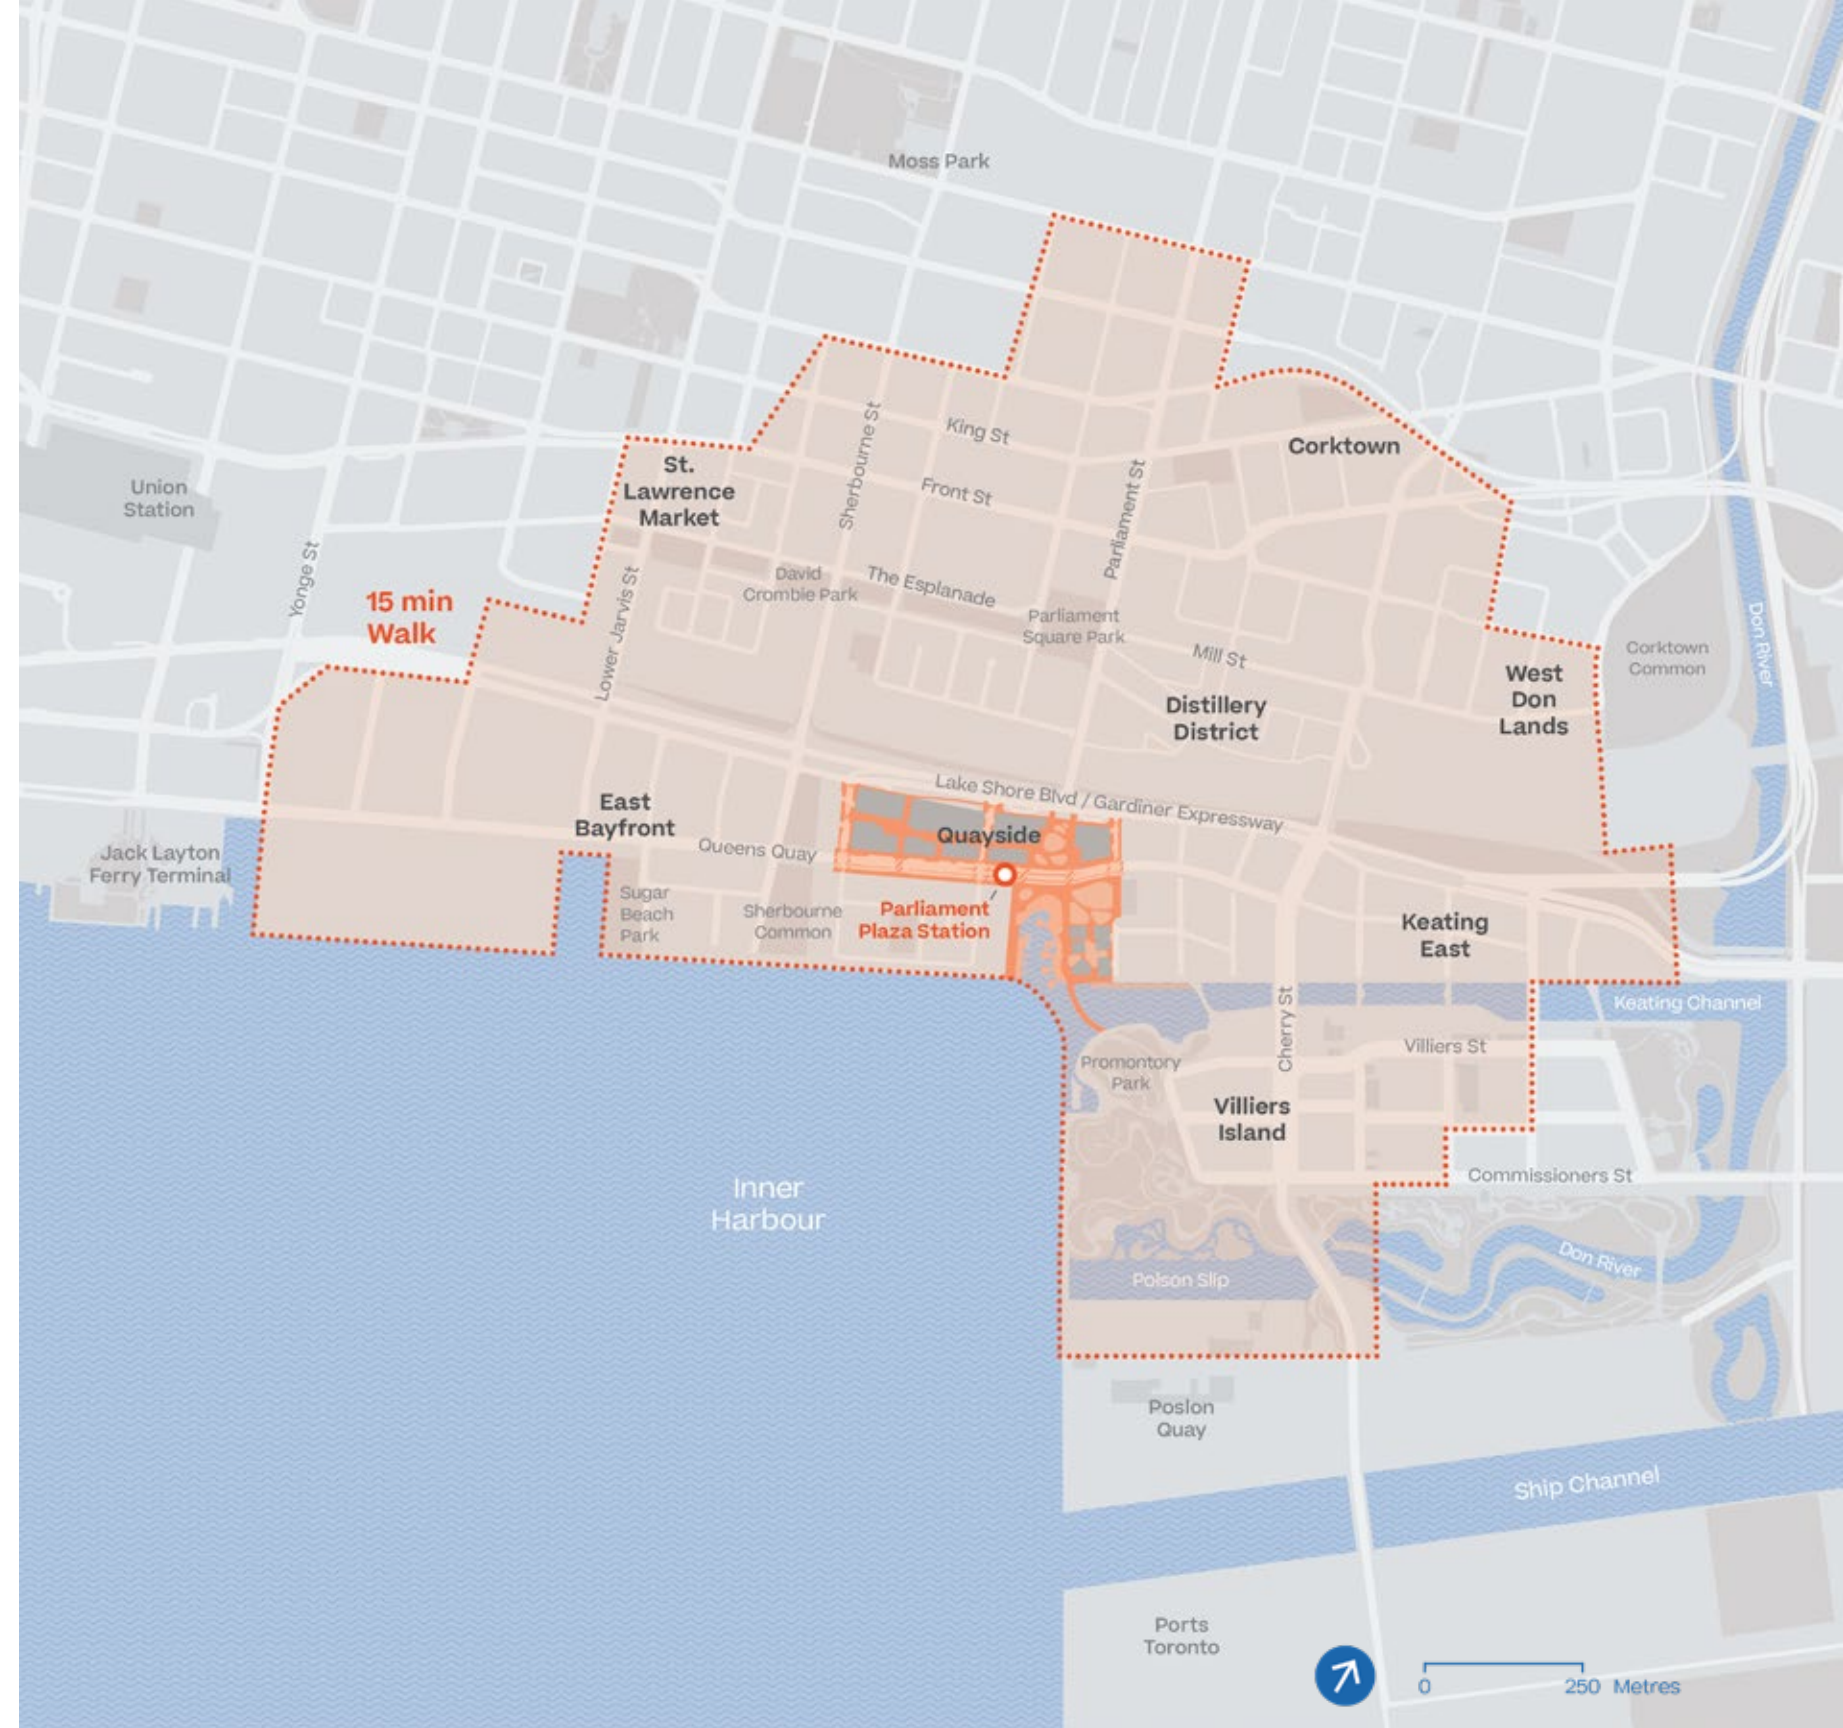 Moss Park
King St
Corktown
Sherbourne St
St.
Lawrence
Market
Parliament St
Front St
Union
Station
Yonge St
David
Crombie Park
The Esplanade
Lower Jarvis St
15 min
Walk
Parliament
Square Park
Mill St
Don River
Corktown
Common
West
Don
Lands
Distillery
District
Lake Shore Blvd / Gardiner Expressway
East
Bayfront
Quayside
Queens Quay
Jack Layton
Ferry Terminal
Sugar
Beach
Park
Sherbourne
Common
Parliament
Plaza Station
Keating
East
Keating Channel
Cherry St
Villiers St
Promontory
Park
Villiers
Island
Commissioners St
Inner
Harbour
Don River
Polson Slip
Poslon
Quay
Ship Channel
Ports
Toronto
0 250 Metres